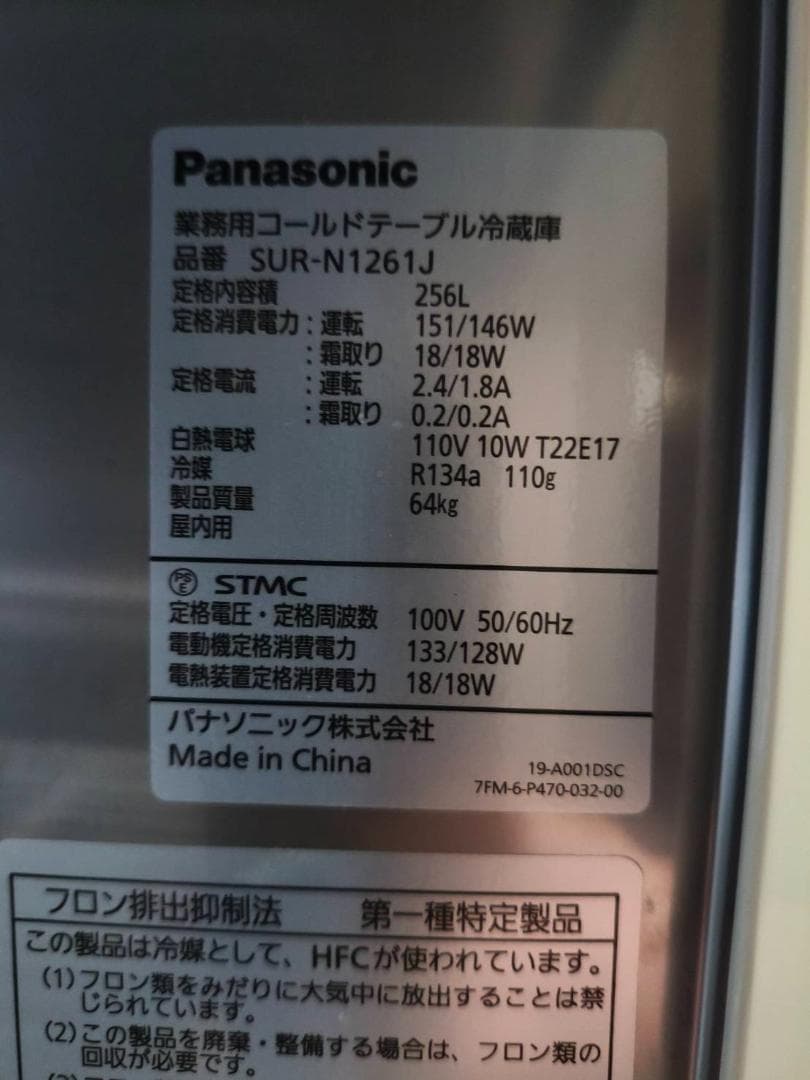 Panasonic
業務用コールドテーブル冷蔵庫
品番 SUR-N1261J
定格内容積 256L
定格消費電力:運転 151/146W
:霜取り 18/18W
定格電流 :運転 2.4/1.8A
:霜取り 0.2/0.2A
白熱電球 110V 10W T22E17
冷媒 R134a 110g
製品質量 64kg
屋内用
PSE STMC
定格電圧・定格周波数 100V 50/60Hz
電動機定格消費電力 133/128W
電熱装置定格消費電力 18/18W
パナソニック株式会社
Made in China
19-A001DSC
7FM-6-P470-032-00
フロン排出抑制法 第一種特定製品
この製品は冷媒として、HFCが使われています。
(1)フロン類をみだりに大気中に放出することは禁
じられています。
(2)この製品を廃棄・整備する場合は、フロン類の
回収が必要です。